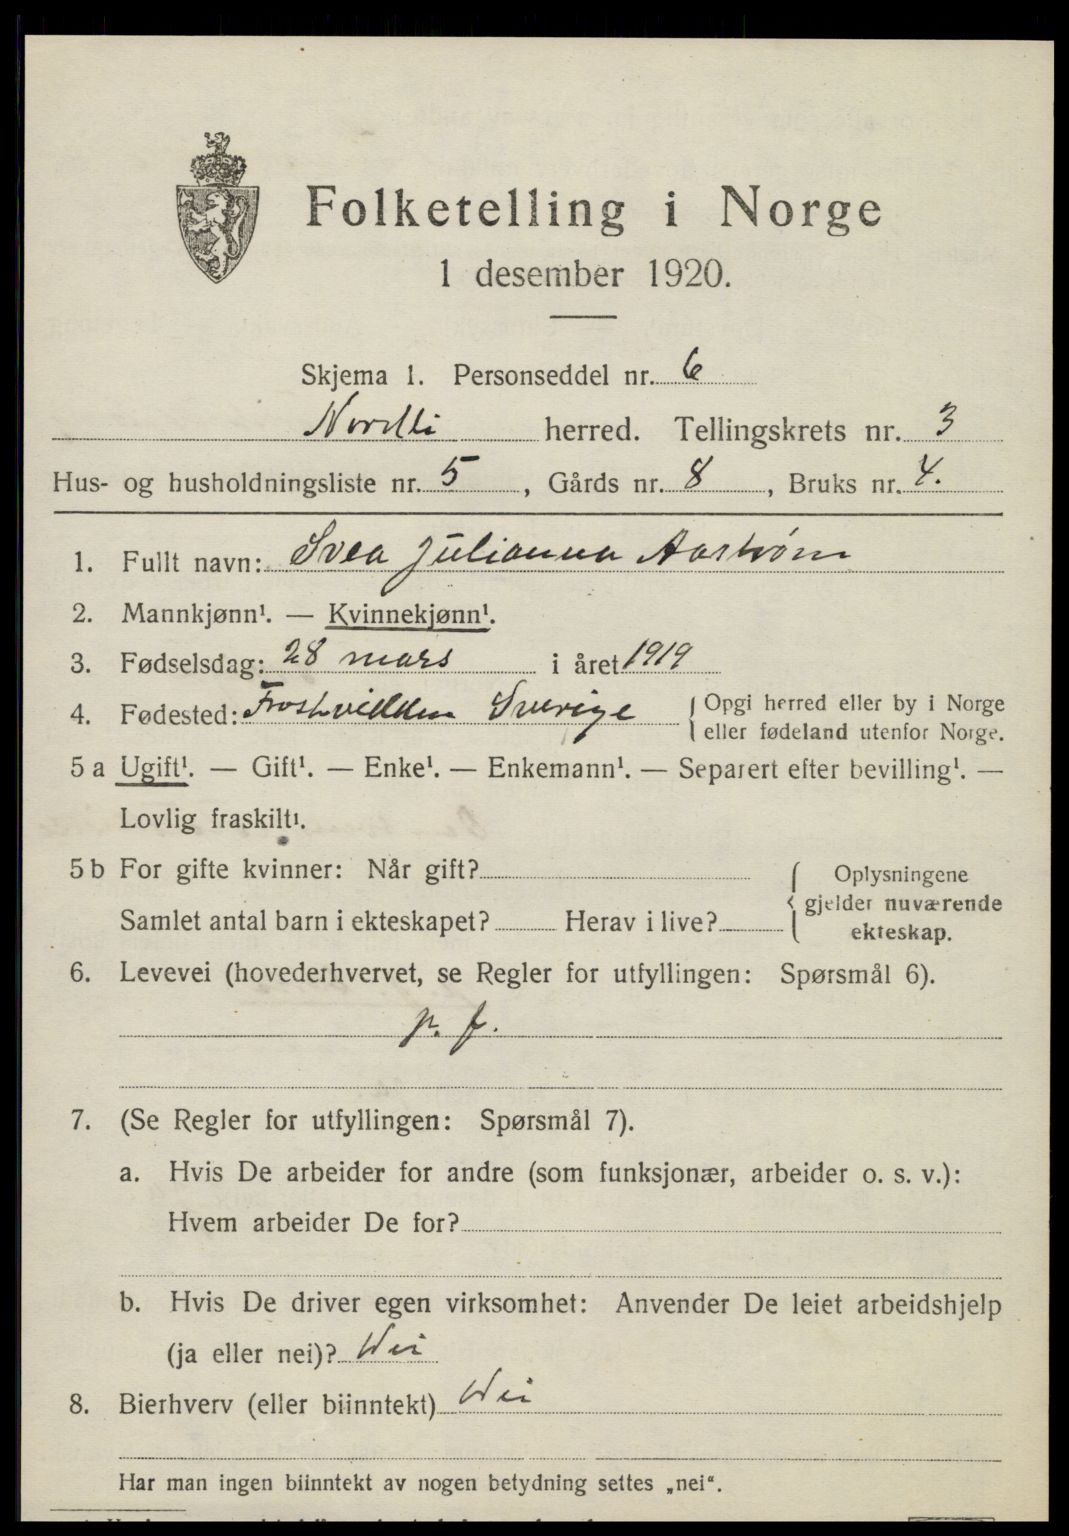 Folketelling i Norge
1 desember 1920.
Skjema 1. Personseddel nr. 6
Nordli herred. Tellingskrets nr. 3
Hus- og husholdningsliste nr. 5, Gårds nr. 8, Bruks nr. 4.
1. Fullt navn: Svea Julianna Aastrøm
2. Mannkjønn¹. — Kvinnekjønn¹.
3. Fødselsdag: 28 mars i året 1919
4. Fødested: Frostvidden Sverige { Opgi herred eller by i Norge
eller fødeland utenfor Norge.
5 a Ugift¹. — Gift¹. — Enke¹. — Enkemann¹. — Separert efter bevilling¹. —
Lovlig fraskilt¹.
5 b For gifte kvinner: Når gift? { Oplysningene
gjelder nuværende
Samlet antal barn i ekteskapet? Herav i live? ekteskap.
6. Levevei (hovederhvervet, se Regler for utfyllingen: Spørsmål 6).
p. f.
7. (Se Regler for utfyllingen: Spørsmål 7).
a. Hvis De arbeider for andre (som funksjonær, arbeider o. s. v.):
Hvem arbeider De for?
b. Hvis De driver egen virksomhet: Anvender De leiet arbeidshjelp
(ja eller nei)? Nei
8. Bierhverv (eller biinntekt) Nei
Har man ingen biinntekt av nogen betydning settes „nei“.